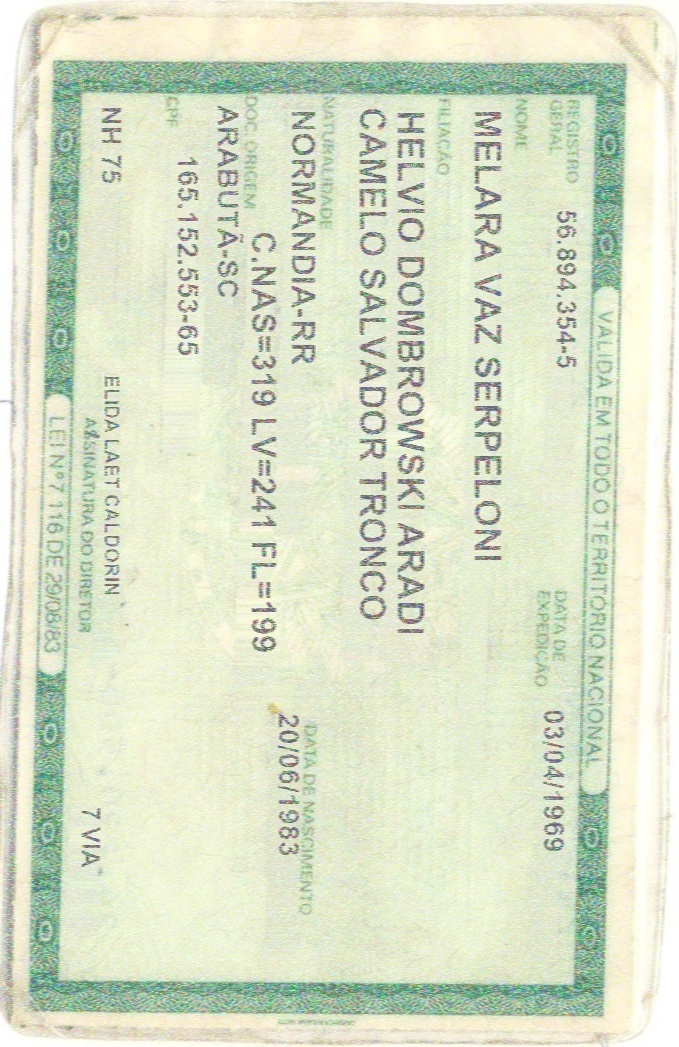 VÁLIDA EM TODO O TERRITÓRIO NACIONAL
REGISTRO GERAL 56.894.354-5 DATA DE EXPEDIÇÃO 03/04/1969
NOME
MELARA VAZ SERPELONI
FILIAÇÃO
HELVIO DOMBROWSKI ARADI
CAMELO SALVADOR TRONCO
NATURALIDADE DATA DE NASCIMENTO
NORMANDIA-RR 20/06/1983
DOC. ORIGEM C.NAS=319 LV=241 FL=199
ARABUTÃ-SC
CPF 165.152.553-65
NH 75 ELIDA LAET CALDORIN 7 VIA
ASSINATURA DO DIRETOR
LEI Nº 7.116 DE 29/08/83